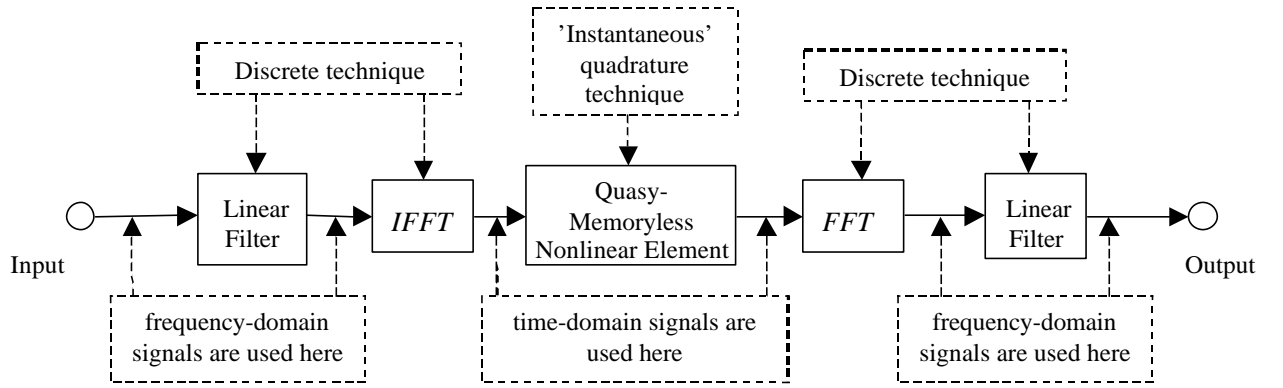 Discrete technique
’Instantaneous’
quadrature
technique
Discrete technique
Input
Linear
Filter
IFFT
Quasy-
Memoryless
Nonlinear Element
FFT
Linear
Filter
Output
frequency-domain
signals are used here
time-domain signals are
used here
frequency-domain
signals are used here